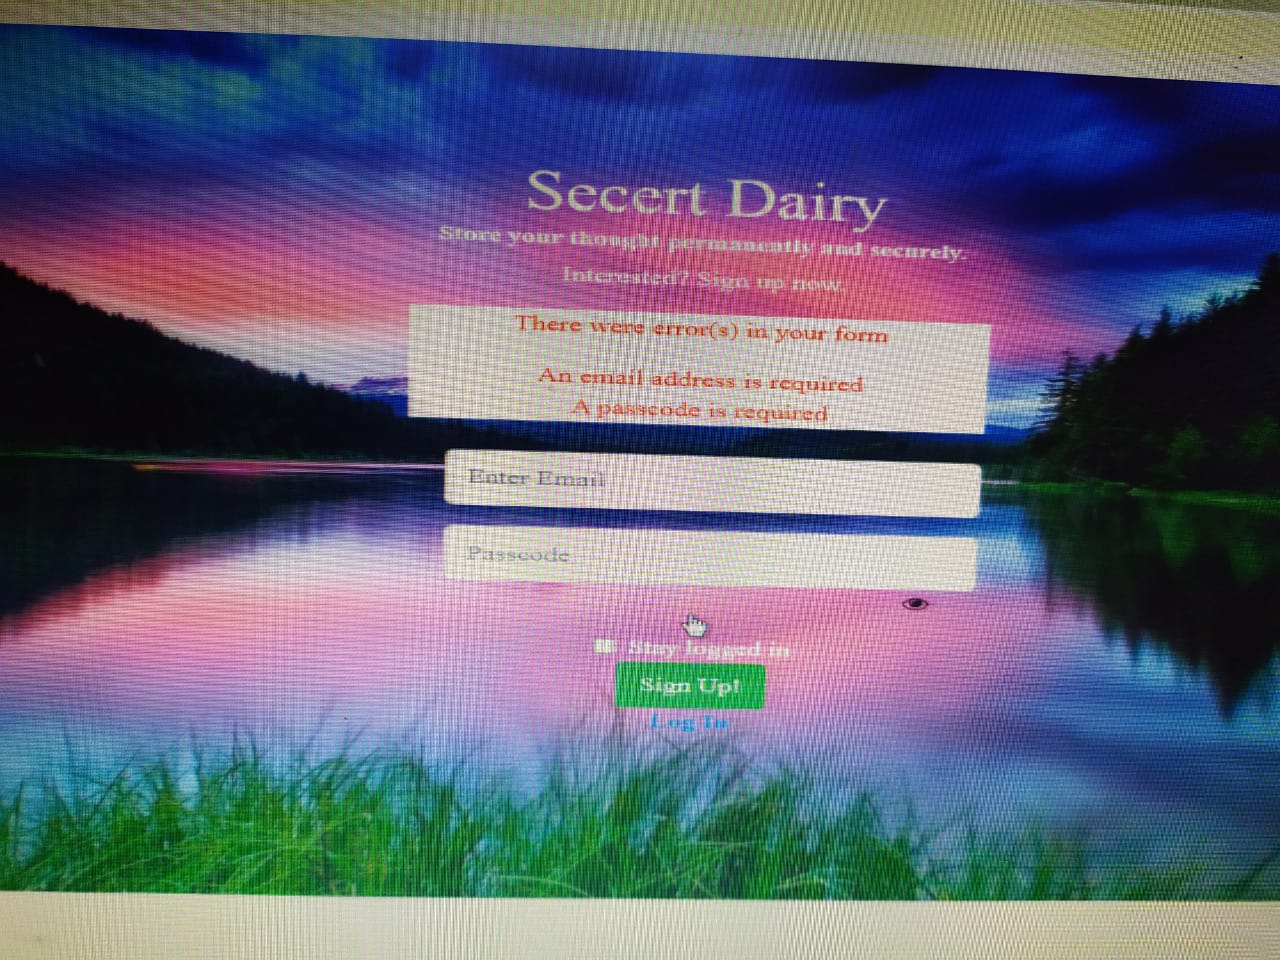 Secert Dairy
Store your thought permanently and securely.
Interested? Sign up now.
There were error(s) in your form
An email address is required
A passcode is required
Enter Email
Passcode
Stay logged in
Sign Up!
Log In